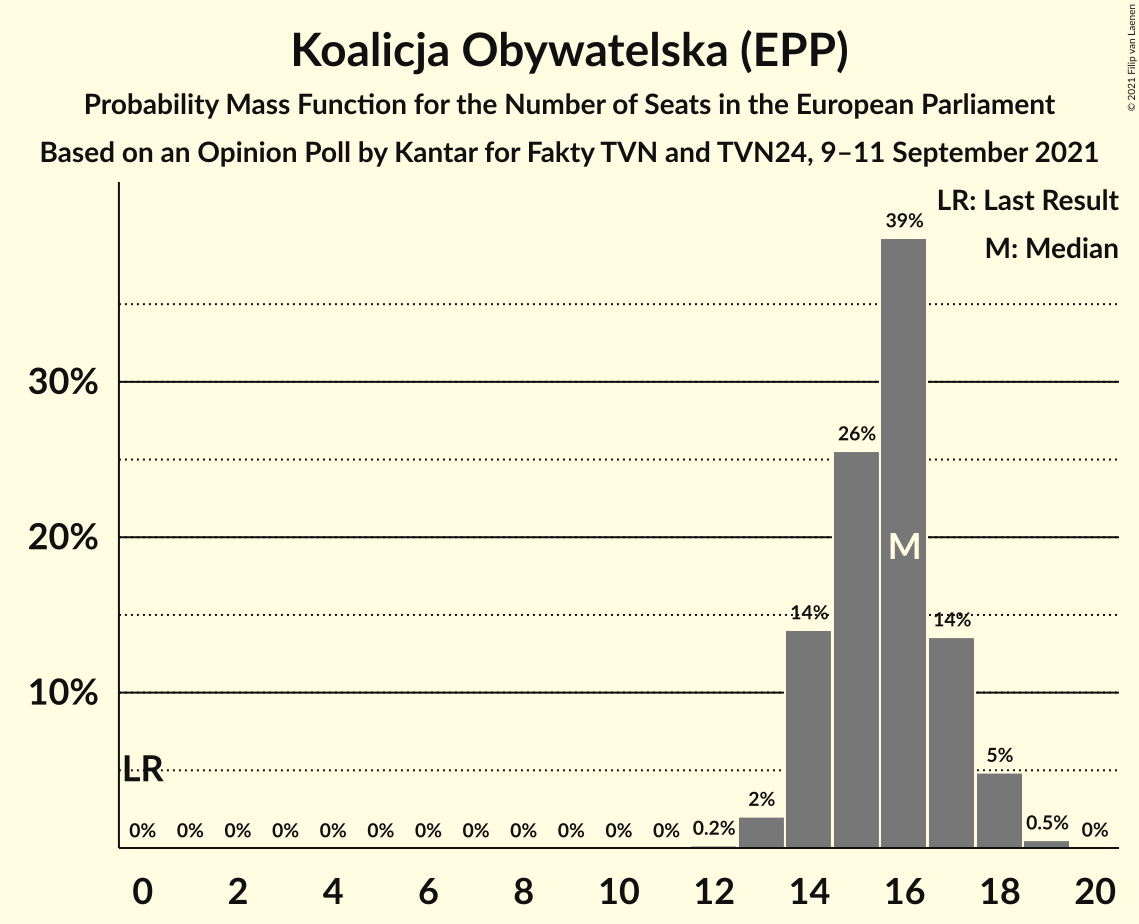 Koalicja Obywatelska (EPP)
Probability Mass Function for the Number of Seats in the European Parliament
Based on an Opinion Poll by Kantar for Fakty TVN and TVN24, 9–11 September 2021
© 2021 Filip van Laenen
LR: Last Result
M: Median
39%
30%
26%
20%
M
14%
14%
10%
LR
5%
2%
0% 0% 0% 0% 0% 0% 0% 0% 0% 0% 0% 0% 0.2% 0.5% 0%
0 2 4 6 8 10 12 14 16 18 20